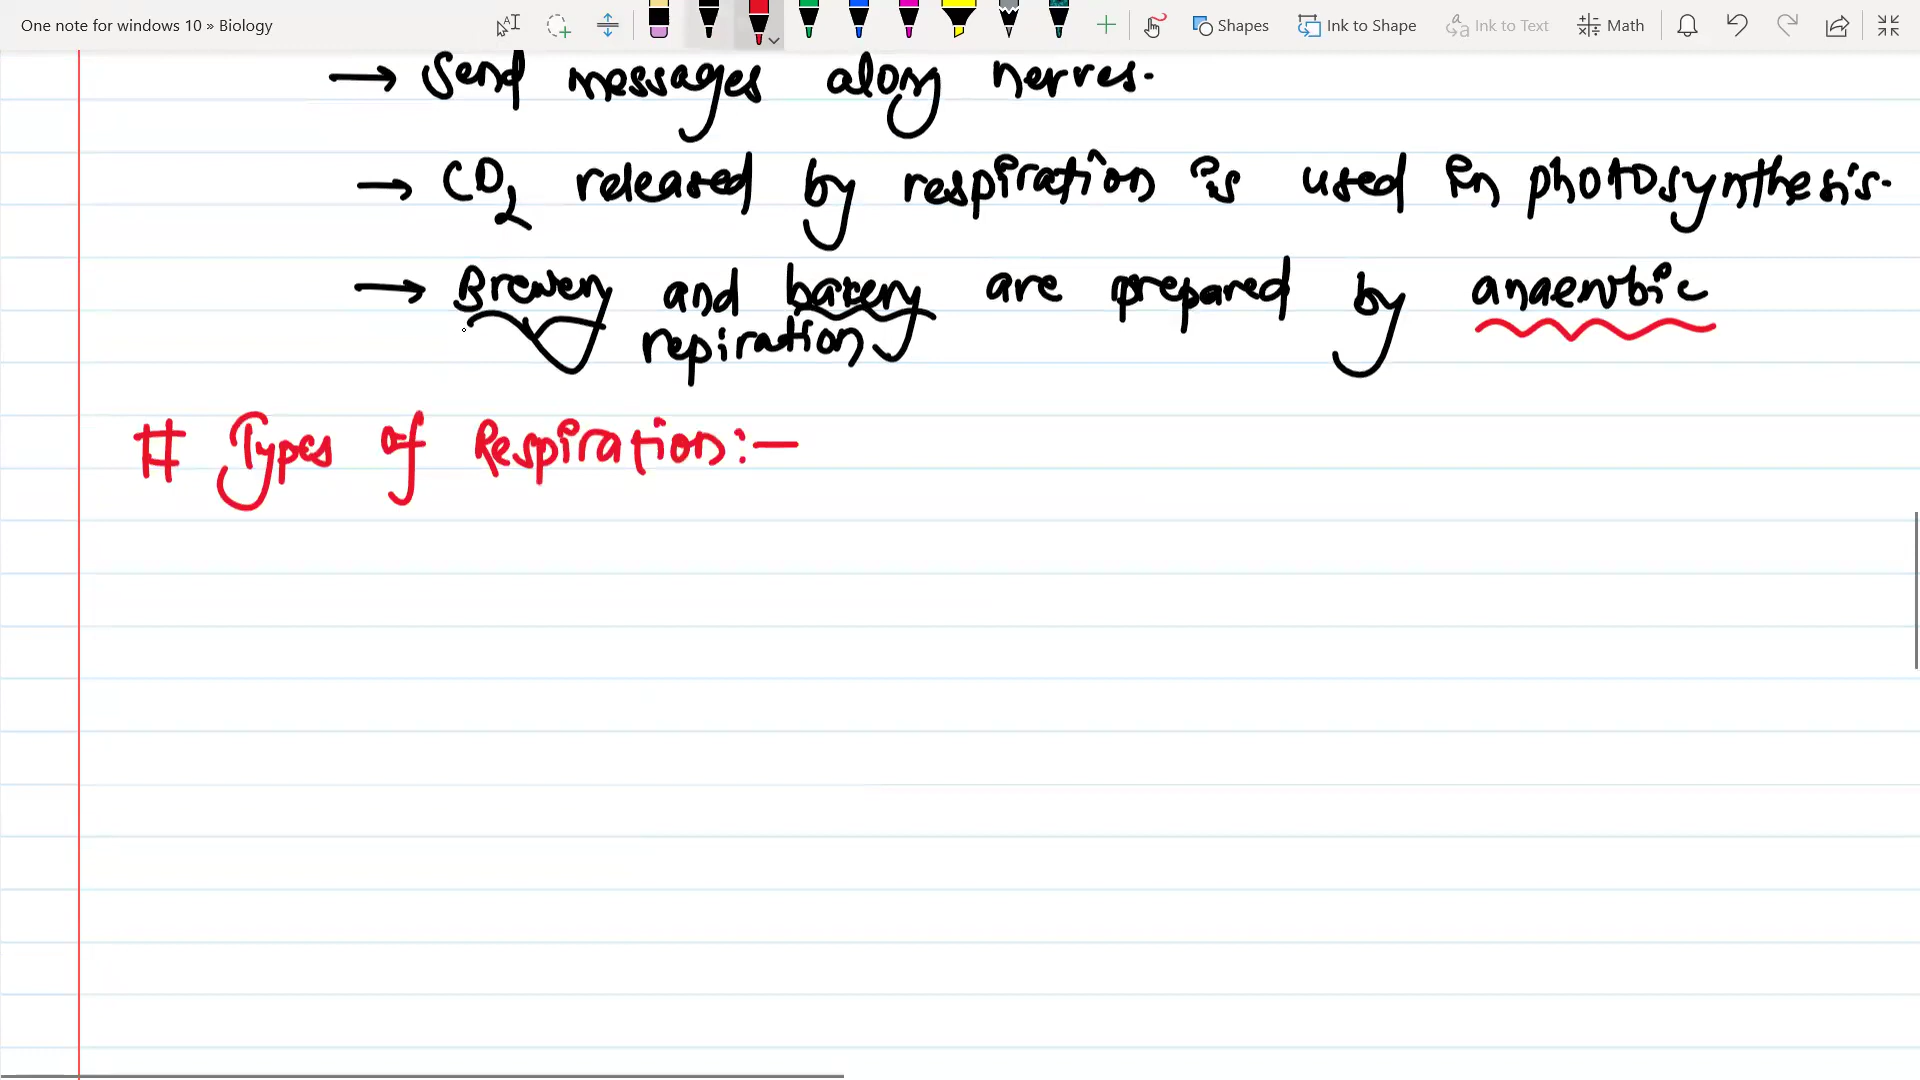 One note for windows 10 » Biology Shapes Ink to Shape Ink to Text Math
→ Send messages along nerves.
→ CO2 released by respiration is used in photosynthesis.
→ Brewery and bakery are prepared by anaerobic
repiration
# Types of Respiration:-